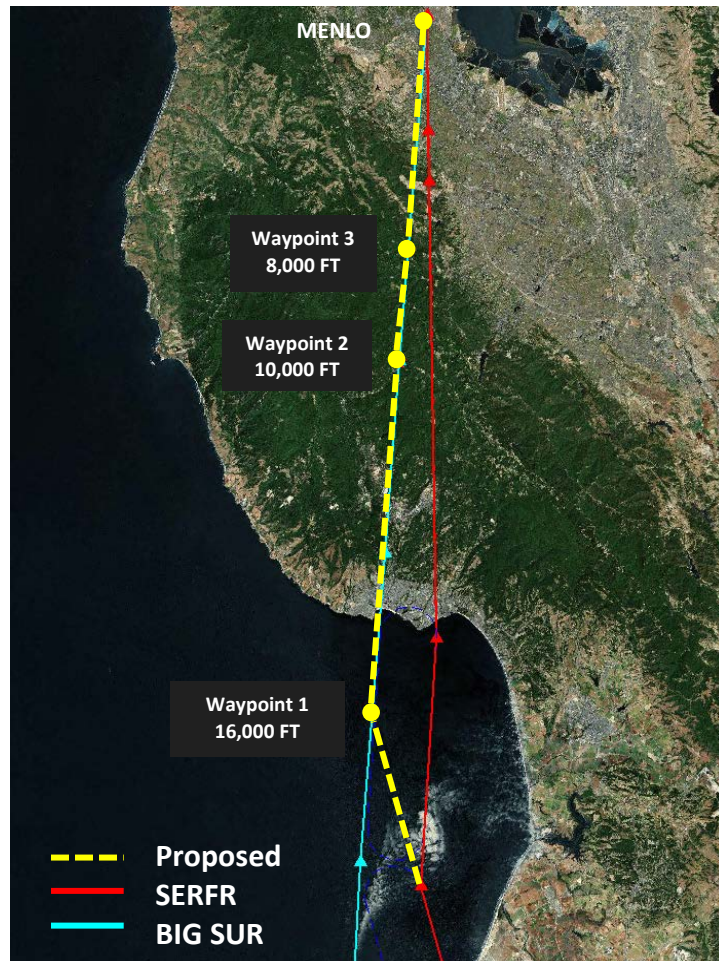 MENLO
Waypoint 3
8,000 FT
Waypoint 2
10,000 FT
Waypoint 1
16,000 FT
Proposed
SERFR
BIG SUR